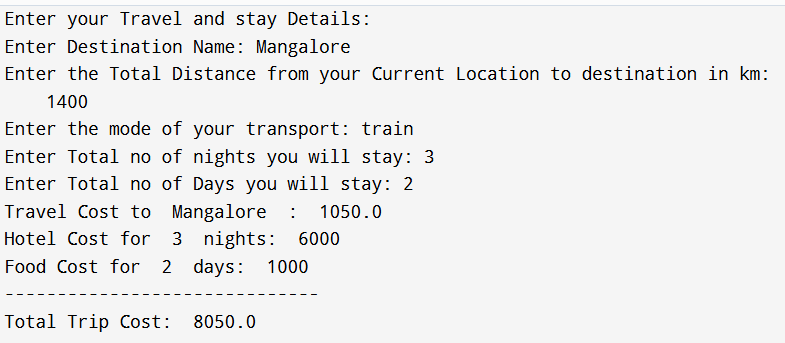 Enter your Travel and stay Details:
Enter Destination Name: Mangalore
Enter the Total Distance from your Current Location to destination in km:
    1400
Enter the mode of your transport: train
Enter Total no of nights you will stay: 3
Enter Total no of Days you will stay: 2
Travel Cost to  Mangalore  :  1050.0
Hotel Cost for  3  nights:  6000
Food Cost for  2  days:  1000
------------------------------
Total Trip Cost:  8050.0